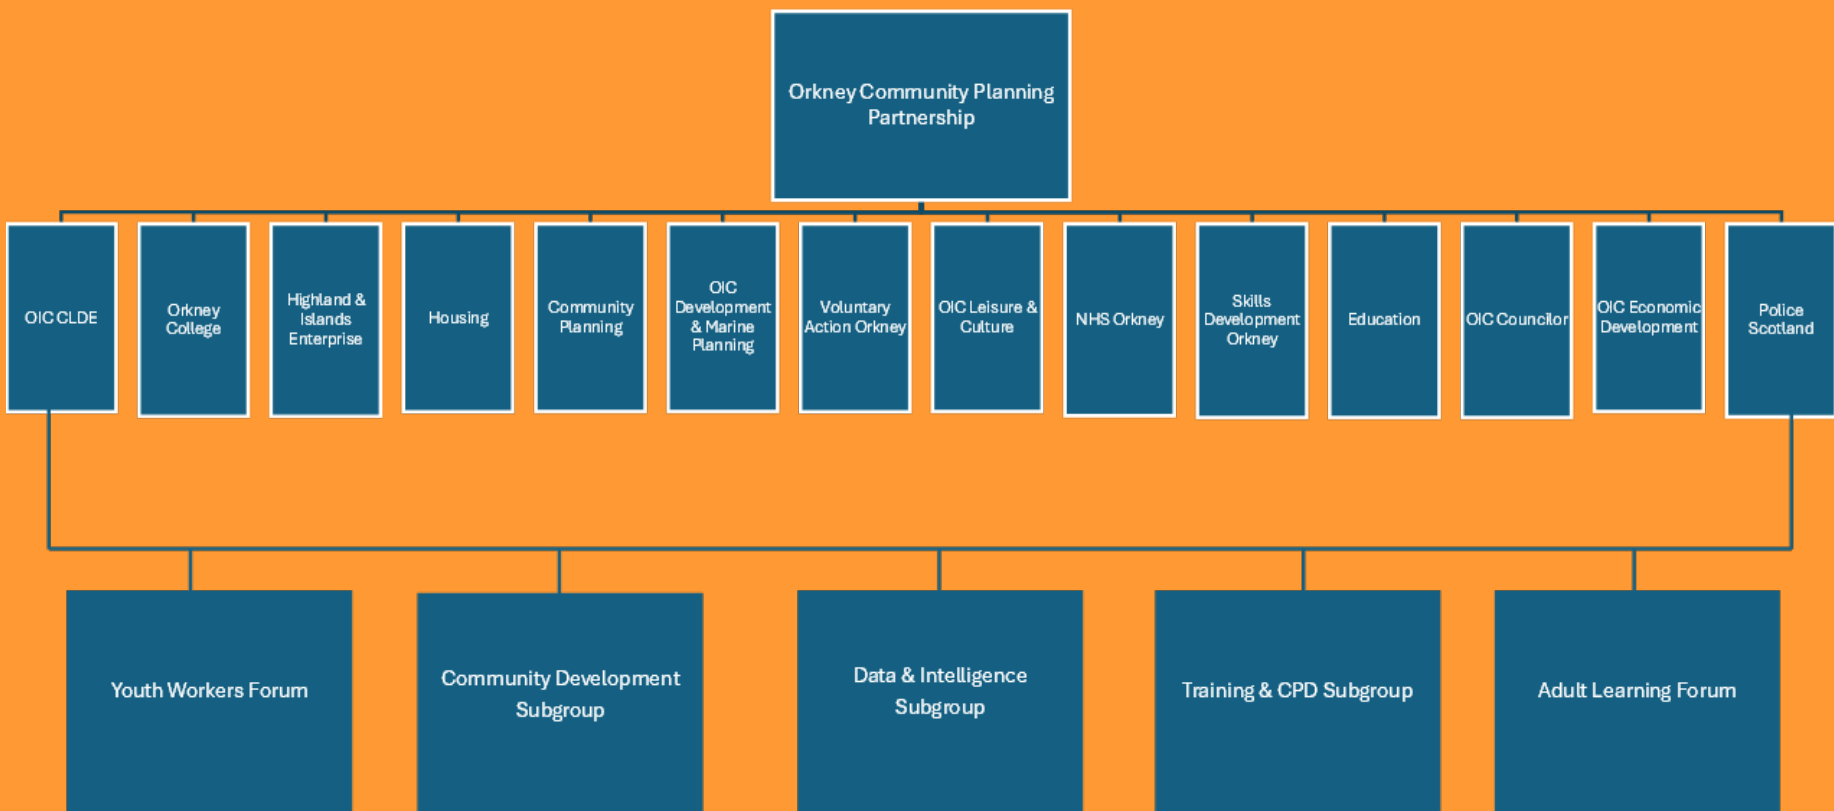 Orkney Community Planning
Partnership
OIC CLDE
Orkney
College
Highland &
Islands
Enterprise
Housing
Community
Planning
OIC
Development
& Marine
Planning
Voluntary
Action Orkney
OIC Leisure &
Culture
NHS Orkney
Skills
Development
Orkney
Education
OIC Councilor
OIC Economic
Development
Police
Scotland
Youth Workers Forum
Community Development
Subgroup
Data & Intelligence
Subgroup
Training & CPD Subgroup
Adult Learning Forum